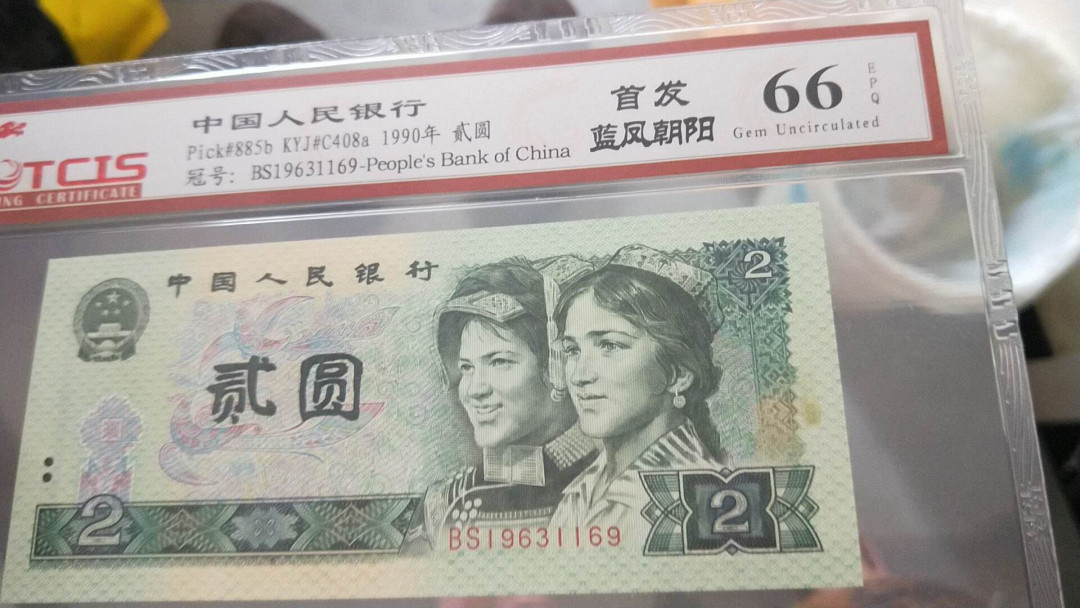 中国人民银行
首发
66
EPQ
Pick#885b KYJ#C408a 1990年 贰圆
蓝凤朝阳
Gem Uncirculated
TCIS
冠号: BS19631169-People's Bank of China
CERTIFICATE
中国人民银行
2
贰圆
2
BS19631169
2